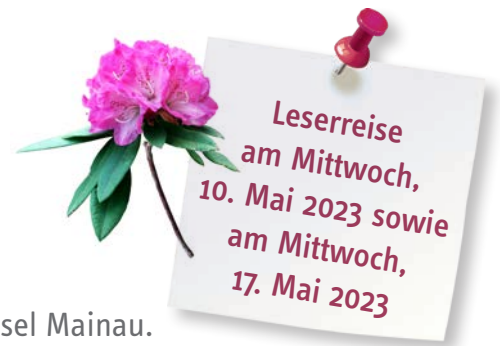 Leserreise
am Mittwoch,
10. Mai 2023 sowie
am Mittwoch,
17. Mai 2023
sel Mainau.